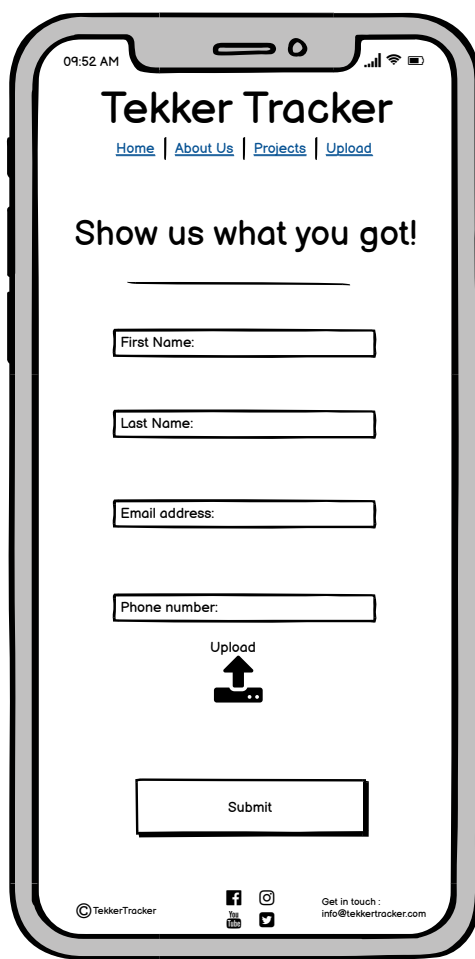 09:52 AM
Tekker Tracker
Home | About Us | Projects | Upload
Show us what you got!
First Name:
Last Name:
Email address:
Phone number:
Upload
Submit
©TekkerTracker
You
Tube
Get in touch :
info@tekkertracker.com